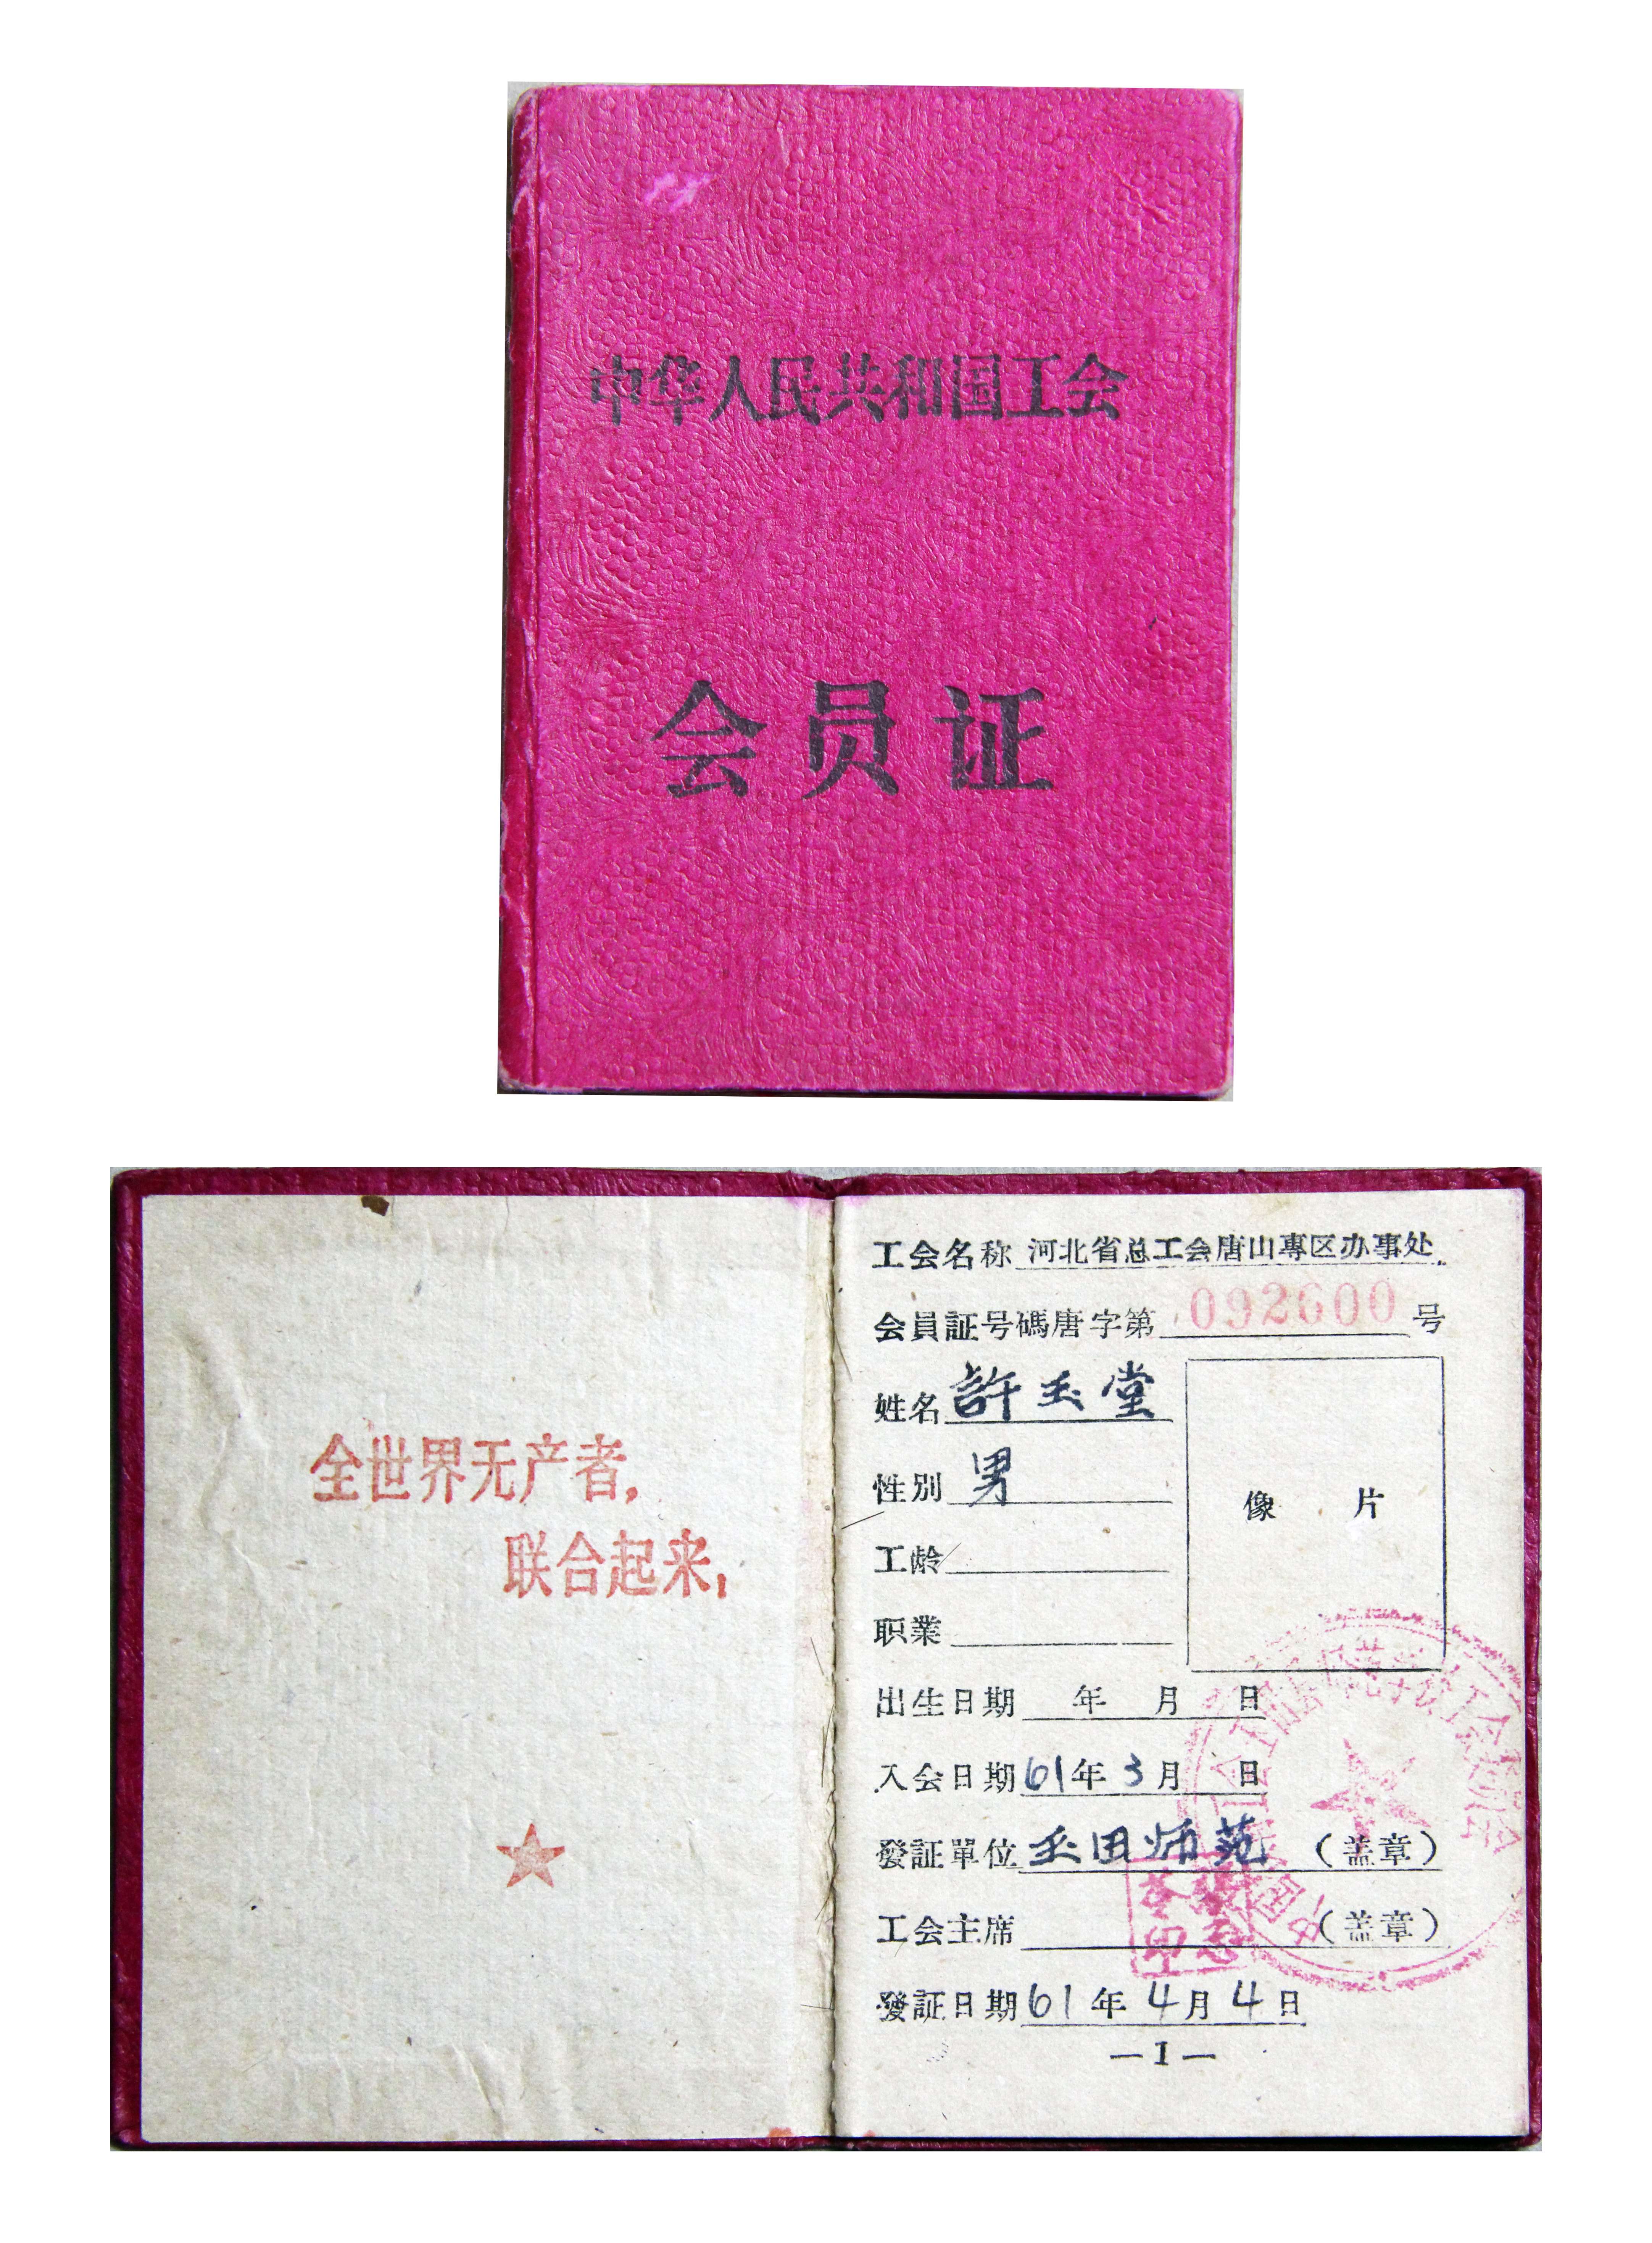 中华人民共和国工会
会员证
全世界无产者，
联合起来，
工会名称 河北省总工会唐山專区办事处
会員証号碼唐字第 092600 号
姓名 許玉堂
性別 男
工龄
职業
像 片
出生日期 年 月 日
入会日期 61年3月 日
發証單位 玉田师范 （盖章）
工会主席 （盖章）
發証日期 61年4月4日
—1—